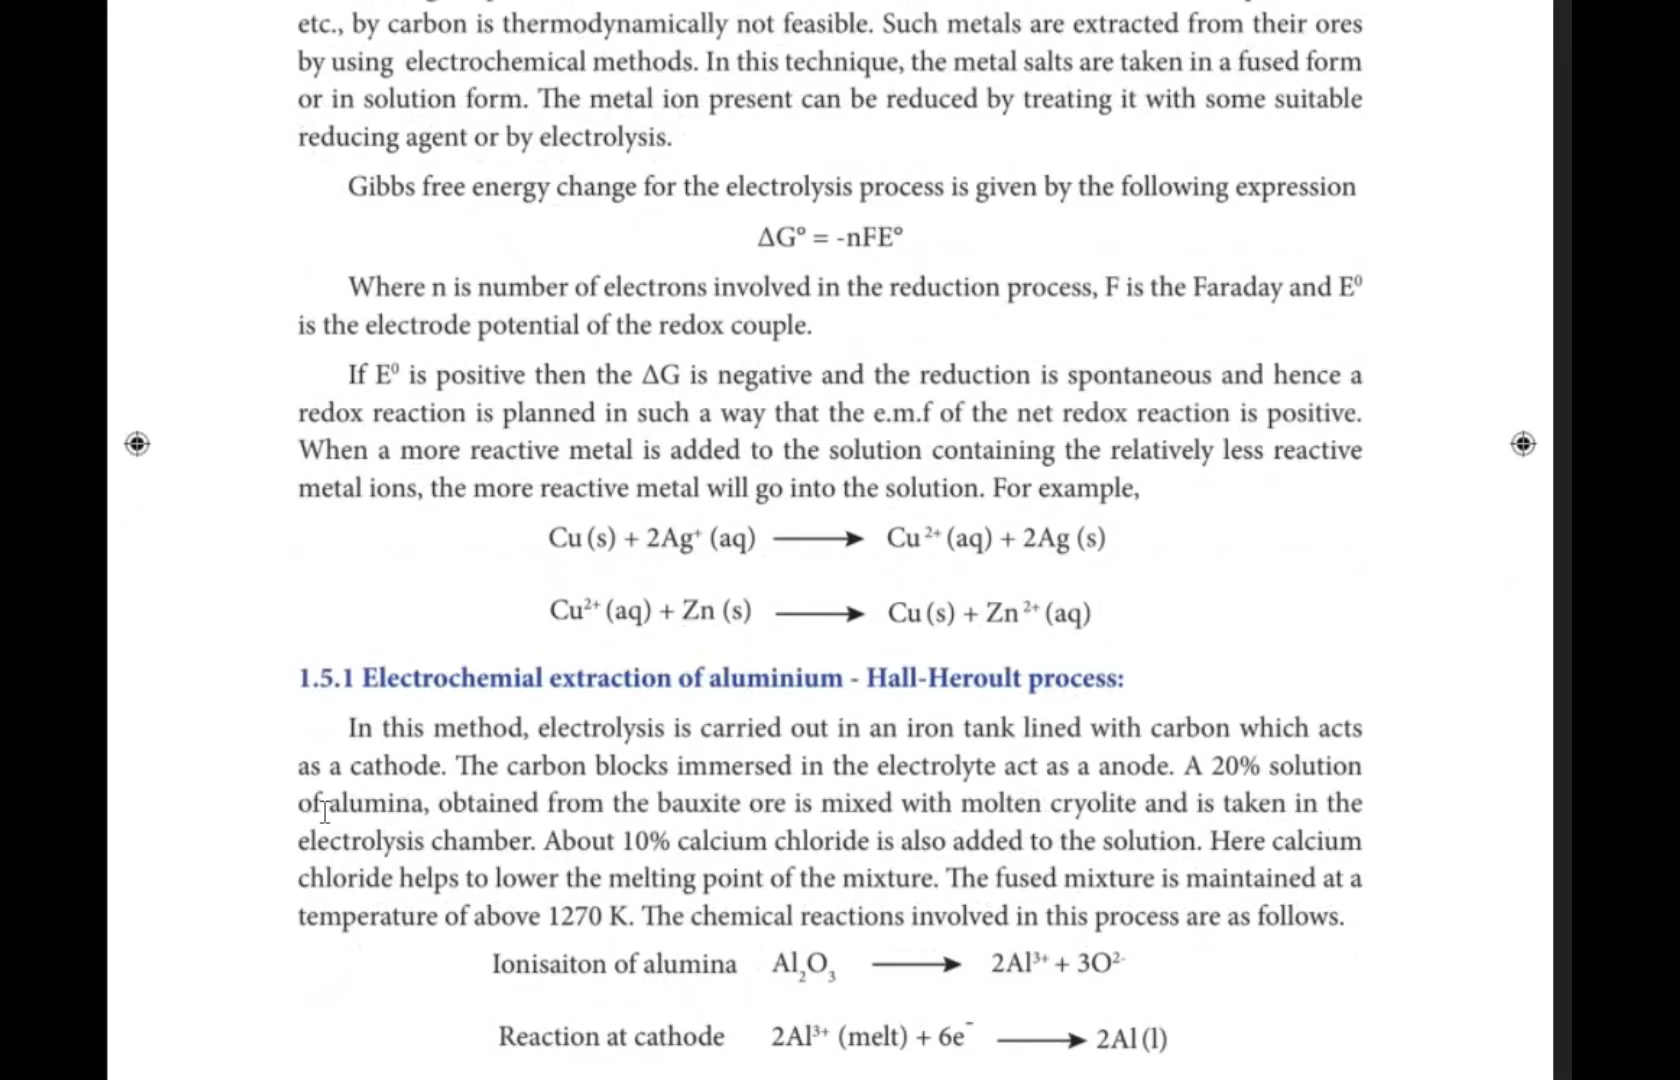 etc., by carbon is thermodynamically not feasible. Such metals are extracted from their ores
by using electrochemical methods. In this technique, the metal salts are taken in a fused form
or in solution form. The metal ion present can be reduced by treating it with some suitable
reducing agent or by electrolysis.
Gibbs free energy change for the electrolysis process is given by the following expression
ΔG° = -nFE°
Where n is number of electrons involved in the reduction process, F is the Faraday and E⁰
is the electrode potential of the redox couple.
If E⁰ is positive then the ΔG is negative and the reduction is spontaneous and hence a
redox reaction is planned in such a way that the e.m.f of the net redox reaction is positive.
When a more reactive metal is added to the solution containing the relatively less reactive
metal ions, the more reactive metal will go into the solution. For example,
Cu (s) + 2Ag⁺ (aq) ⟶ Cu²⁺ (aq) + 2Ag (s)
Cu²⁺ (aq) + Zn (s) ⟶ Cu (s) + Zn²⁺ (aq)
1.5.1 Electrochemial extraction of aluminium - Hall-Heroult process:
In this method, electrolysis is carried out in an iron tank lined with carbon which acts
as a cathode. The carbon blocks immersed in the electrolyte act as a anode. A 20% solution
of alumina, obtained from the bauxite ore is mixed with molten cryolite and is taken in the
electrolysis chamber. About 10% calcium chloride is also added to the solution. Here calcium
chloride helps to lower the melting point of the mixture. The fused mixture is maintained at a
temperature of above 1270 K. The chemical reactions involved in this process are as follows.
Ionisaiton of alumina Al₂O₃ ⟶ 2Al³⁺ + 3O²⁻
Reaction at cathode 2Al³⁺ (melt) + 6e⁻ ⟶ 2Al (l)